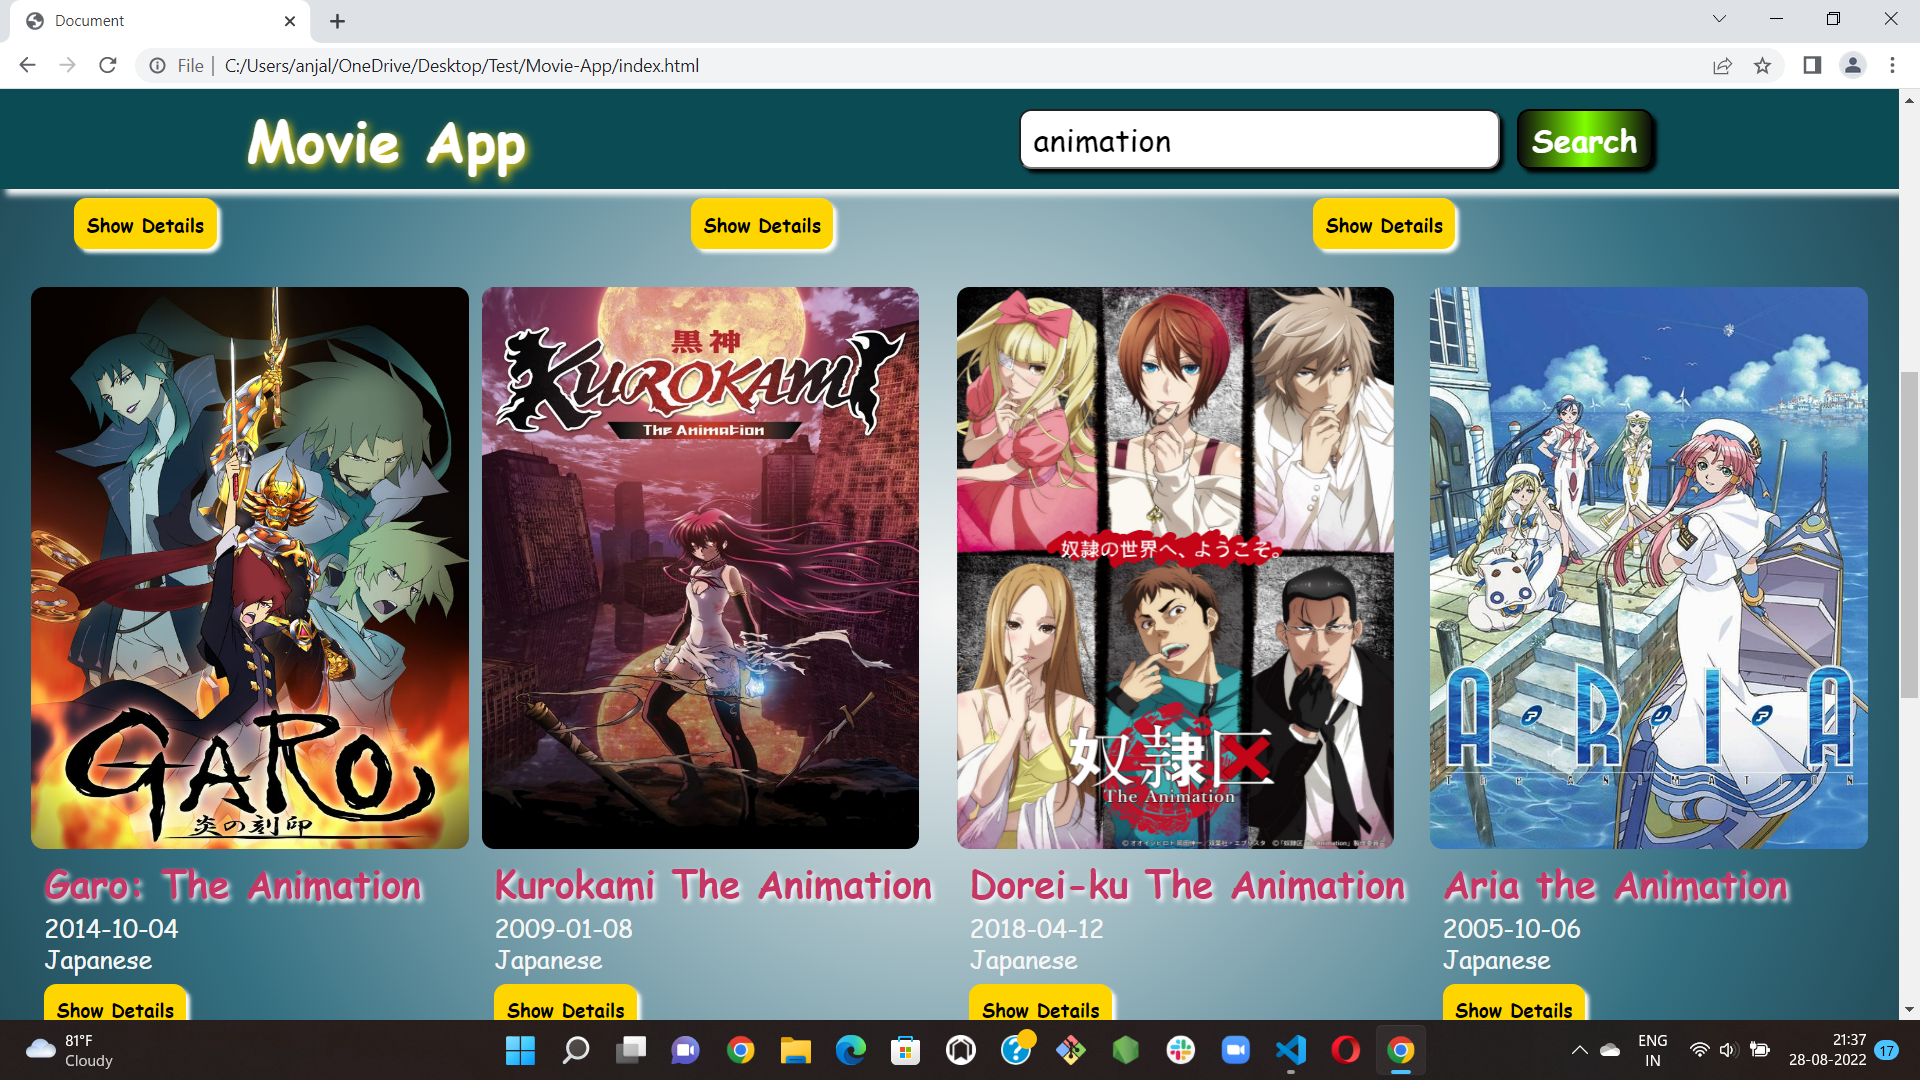 Document
File
C:/Users/anjal/OneDrive/Desktop/Test/Movie-App/index.html
Movie App
animation
Search
Show Details
Show Details
Show Details
GARO
炎の刻印
黒神
KUROKAMI
The Animation
奴隷の世界へ、ようこそ。
奴隷区
The Animation
ARIA
The ANIMATION
Garo: The Animation
2014-10-04
Japanese
Show Details
Kurokami The Animation
2009-01-08
Japanese
Show Details
Dorei-ku The Animation
2018-04-12
Japanese
Show Details
Aria the Animation
2005-10-06
Japanese
Show Details
81°F
Cloudy
ENG
IN
21:37
28-08-2022
17